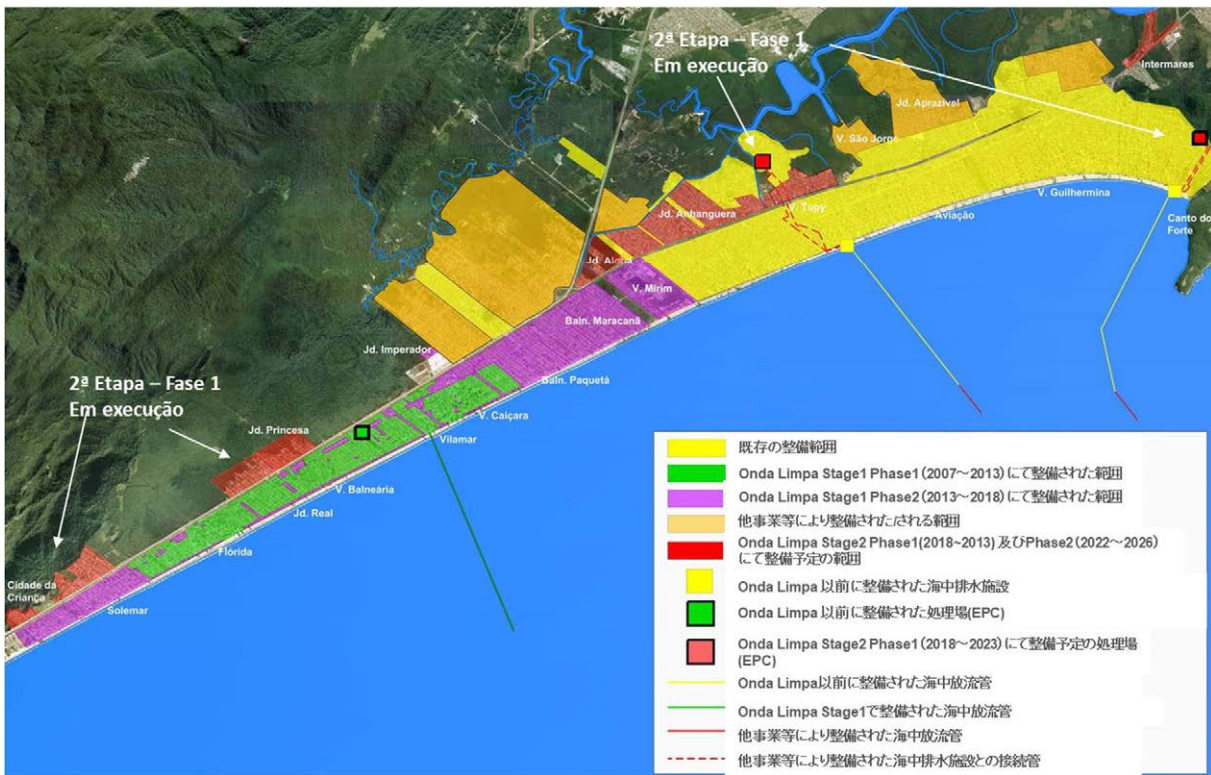 2ª Etapa – Fase 1
Em execução
Intermares
Jd. Aprazivel
V. São Jorge
V. Guilhermina
Jd. Anhanguera
V. Tupy
Aviação
Canto do
Forte
Jd. Aloha
V. Mirim
Baln. Maracanã
Jd. Imperador
Baln. Paquetá
2ª Etapa – Fase 1
Em execução
V. Caiçara
Jd. Princesa
Vilamar
V. Balneária
Jd. Real
Flórida
Cidade da
Criança
Solemar
既存の整備範囲
Onda Limpa Stage1 Phase1（2007～2013）にて整備された範囲
Onda Limpa Stage1 Phase2（2013～2018）にて整備された範囲
他事業等により整備された/される範囲
Onda Limpa Stage2 Phase1(2018~2013) 及びPhase2（2022～2026）
にて整備予定の範囲
Onda Limpa 以前に整備された海中排水施設
Onda Limpa 以前に整備された処理場(EPC)
Onda Limpa Stage2 Phase1（2018～2023）にて整備予定の処理場
(EPC)
Onda Limpa以前に整備された海中放流管
Onda Limpa Stage1で整備された海中放流管
他事業等により整備された海中放流管
他事業等により整備された海中排水施設との接続管